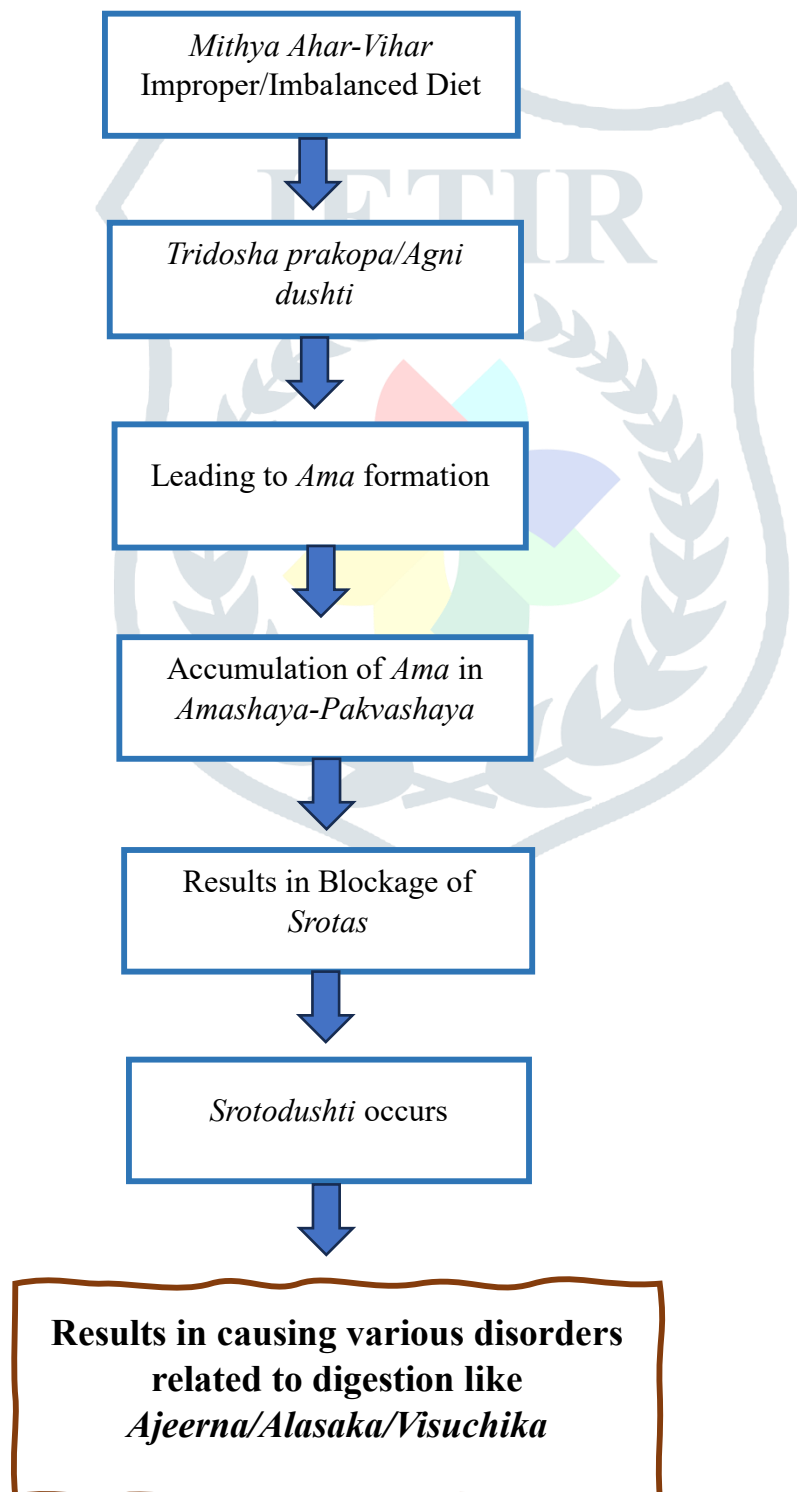 Mithya Ahar-Vihar
Improper/Imbalanced Diet
JETIR
Tridosha prakopa/Agni
dushti
Leading to Ama formation
Accumulation of Ama in
Amashaya-Pakvashaya
Results in Blockage of
Srotas
Srotodushti occurs
Results in causing various disorders
related to digestion like
Ajeerna/Alasaka/Visuchika